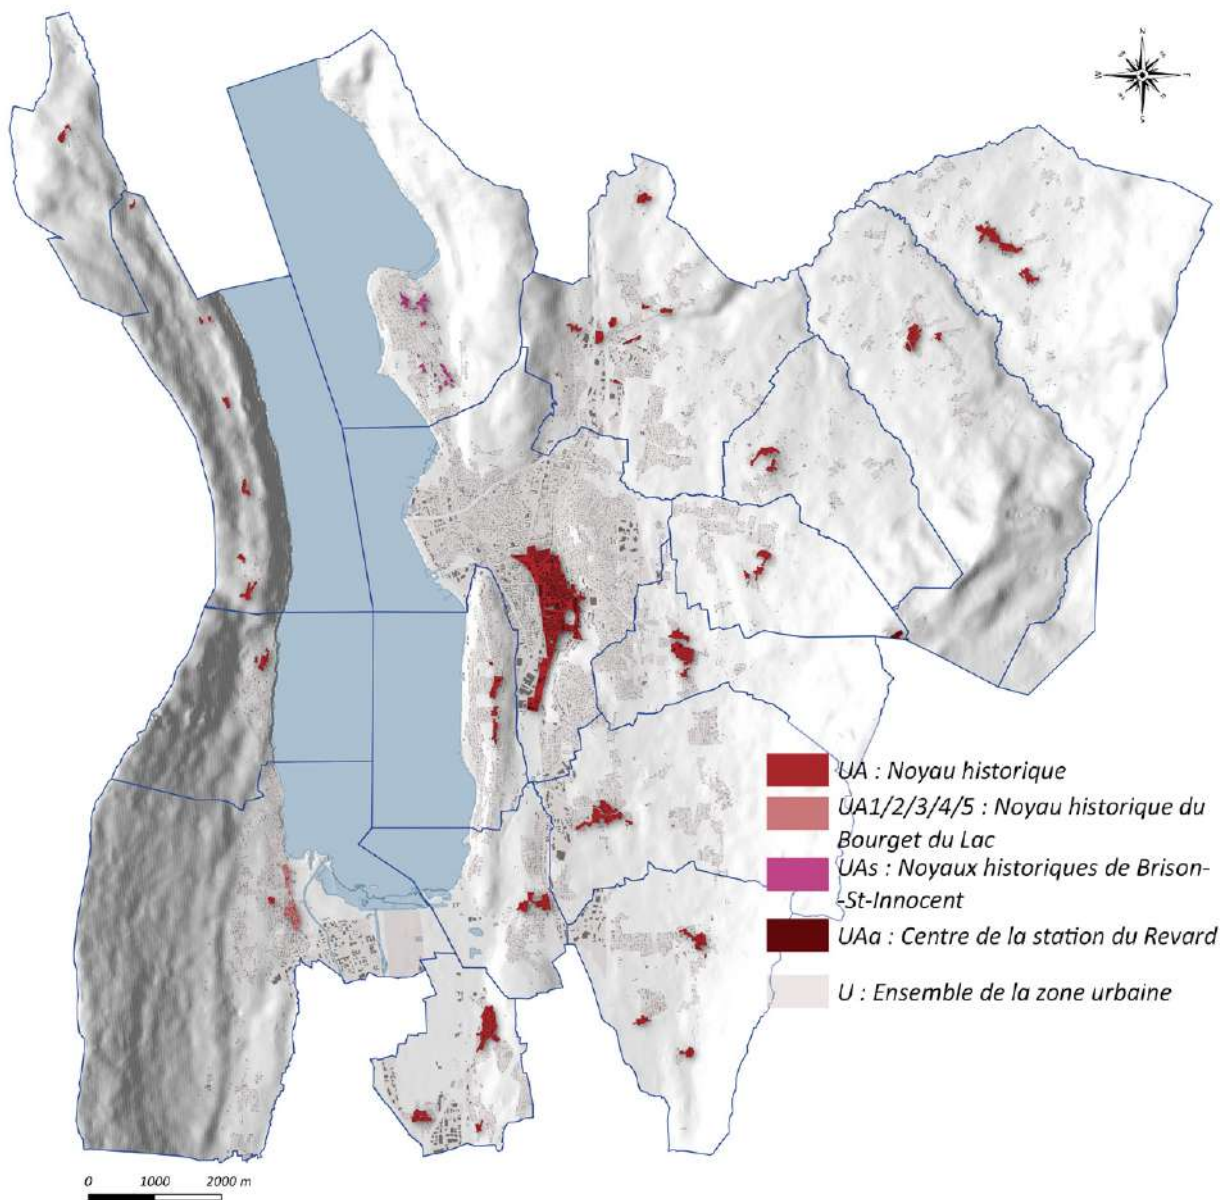 N
UA : Noyau historique
UA1/2/3/4/5 : Noyau historique du
Bourget du Lac
UAs : Noyaux historiques de Brison-
-St-Innocent
UAa : Centre de la station du Revard
U : Ensemble de la zone urbaine
0 1000 2000 m